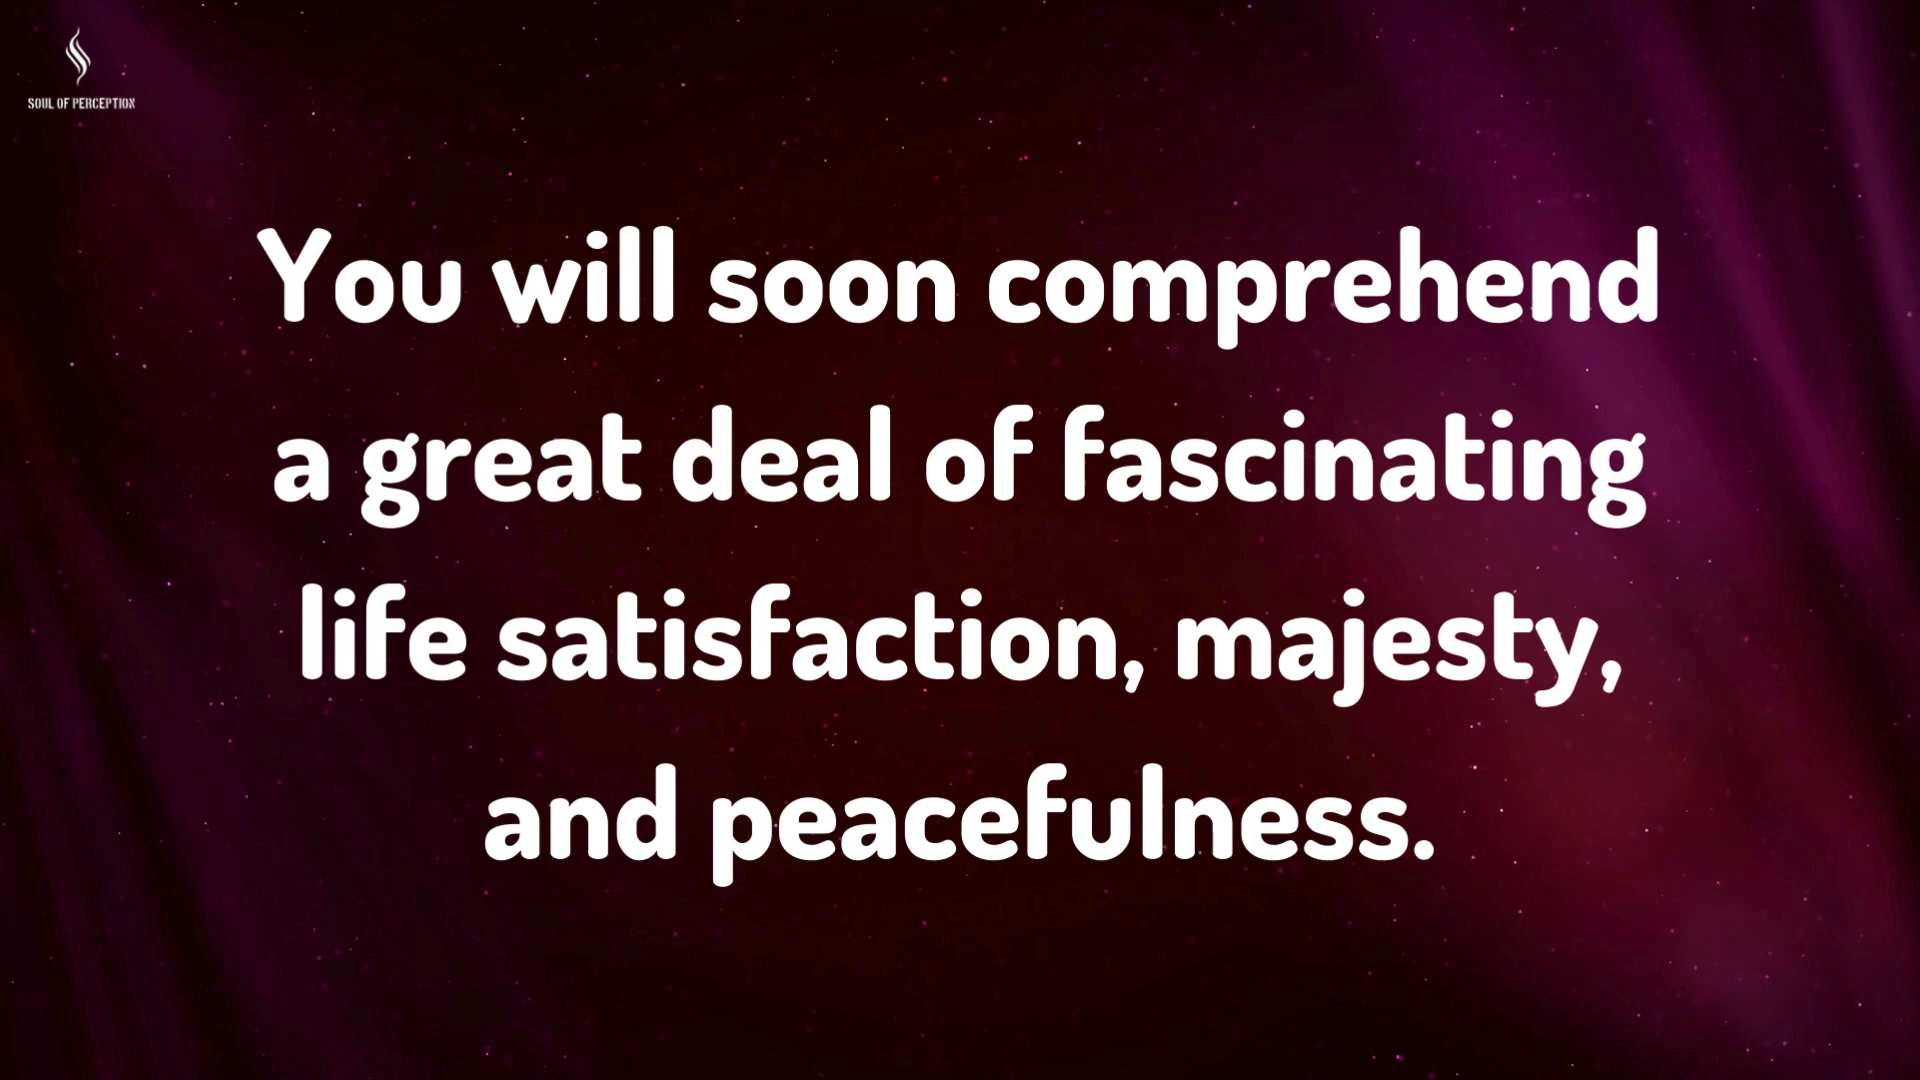 SOUL OF PERCEPTION
You will soon comprehend
a great deal of fascinating
life satisfaction, majesty,
and peacefulness.